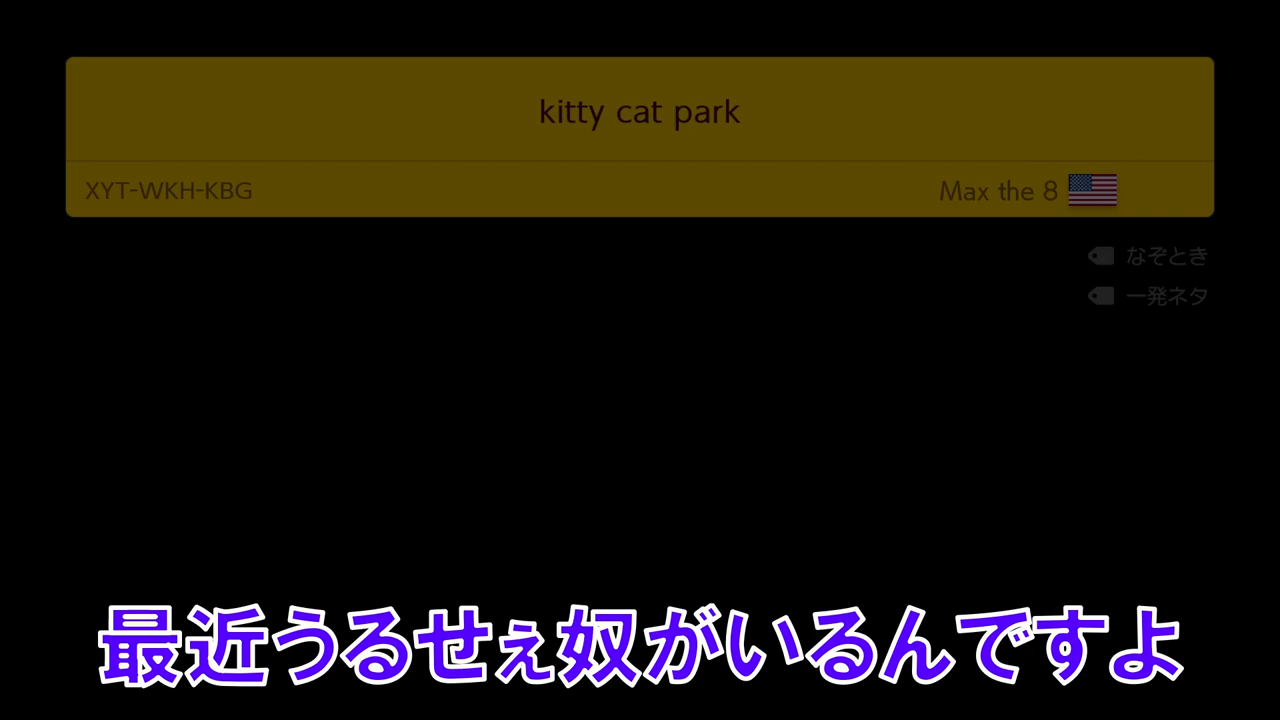 kitty cat park
XYT-WKH-KBG
Max the 8
なぞとき
一発ネタ
最近うるせぇ奴がいるんですよ